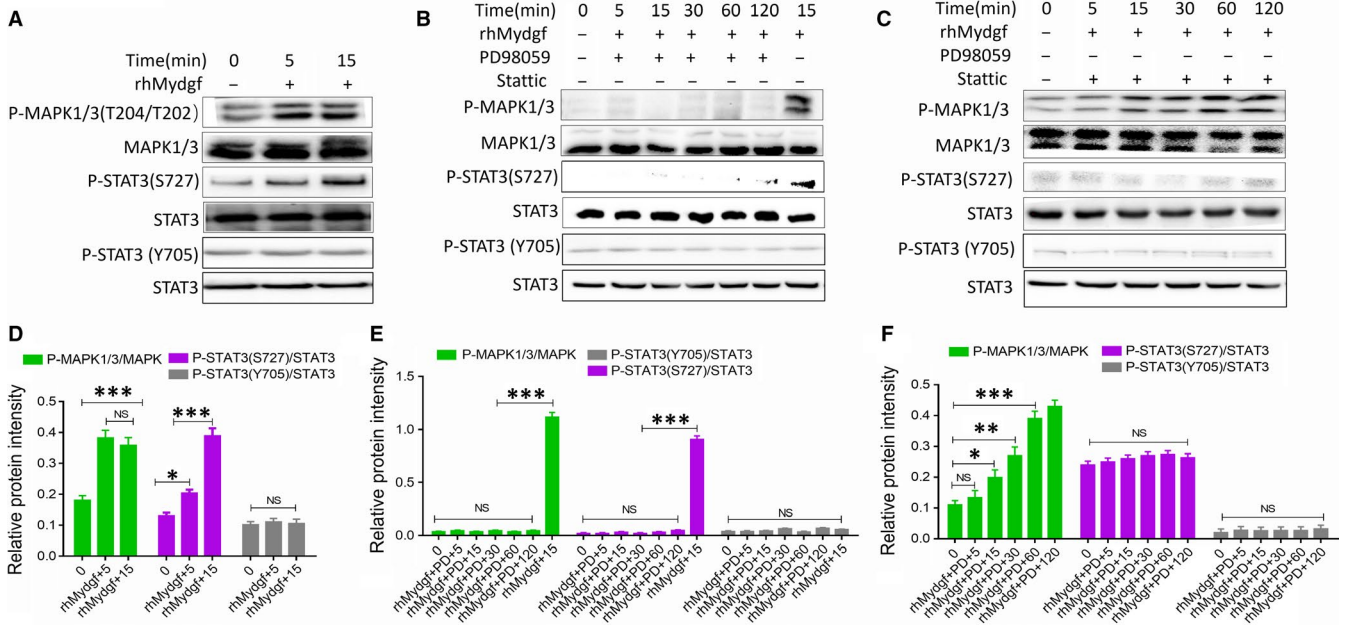 A
Time(min) 0 5 15
rhMydgf – + +
P-MAPK1/3(T204/T202)
MAPK1/3
P-STAT3(S727)
STAT3
P-STAT3 (Y705)
STAT3
B
Time(min) 0 5 15 30 60 120 15
rhMydgf – + + + + + +
PD98059 – + + + + + –
Stattic – – – – – – –
P-MAPK1/3
MAPK1/3
P-STAT3(S727)
STAT3
P-STAT3 (Y705)
STAT3
C
Time(min) 0 5 15 30 60 120
rhMydgf – + + + + +
PD98059 – – – – – –
Stattic – + + + + +
P-MAPK1/3
MAPK1/3
P-STAT3(S727)
STAT3
P-STAT3 (Y705)
STAT3
D
P-MAPK1/3/MAPK
P-STAT3(S727)/STAT3
P-STAT3(Y705)/STAT3
Relative protein intensity
0.5
0.4
0.3
0.2
0.1
0.0
***
NS
***
*
NS
0
rhMydgf+5
rhMydgf+15
0
rhMydgf+5
rhMydgf+15
0
rhMydgf+5
rhMydgf+15
E
P-MAPK1/3/MAPK
P-STAT3(Y705)/STAT3
P-STAT3(S727)/STAT3
Relative protein intensity
1.5
1.0
0.5
0.0
***
NS
***
NS
NS
0
rhMydgf+PD+5
rhMydgf+PD+15
rhMydgf+PD+30
rhMydgf+PD+60
rhMydgf+PD+120
rhMydgf+15
0
rhMydgf+PD+5
rhMydgf+PD+15
rhMydgf+PD+30
rhMydgf+PD+60
rhMydgf+PD+120
rhMydgf+15
0
rhMydgf+PD+5
rhMydgf+PD+15
rhMydgf+PD+30
rhMydgf+PD+60
rhMydgf+PD+120
rhMydgf+15
F
P-MAPK1/3/MAPK
P-STAT3(S727)/STAT3
P-STAT3(Y705)/STAT3
Relative protein intensity
0.5
0.4
0.3
0.2
0.1
0.0
***
**
*
NS
NS
NS
0
rhMydgf+PD+5
rhMydgf+PD+15
rhMydgf+PD+30
rhMydgf+PD+60
rhMydgf+PD+120
0
rhMydgf+PD+5
rhMydgf+PD+15
rhMydgf+PD+30
rhMydgf+PD+60
rhMydgf+PD+120
0
rhMydgf+PD+5
rhMydgf+PD+15
rhMydgf+PD+30
rhMydgf+PD+60
rhMydgf+PD+120